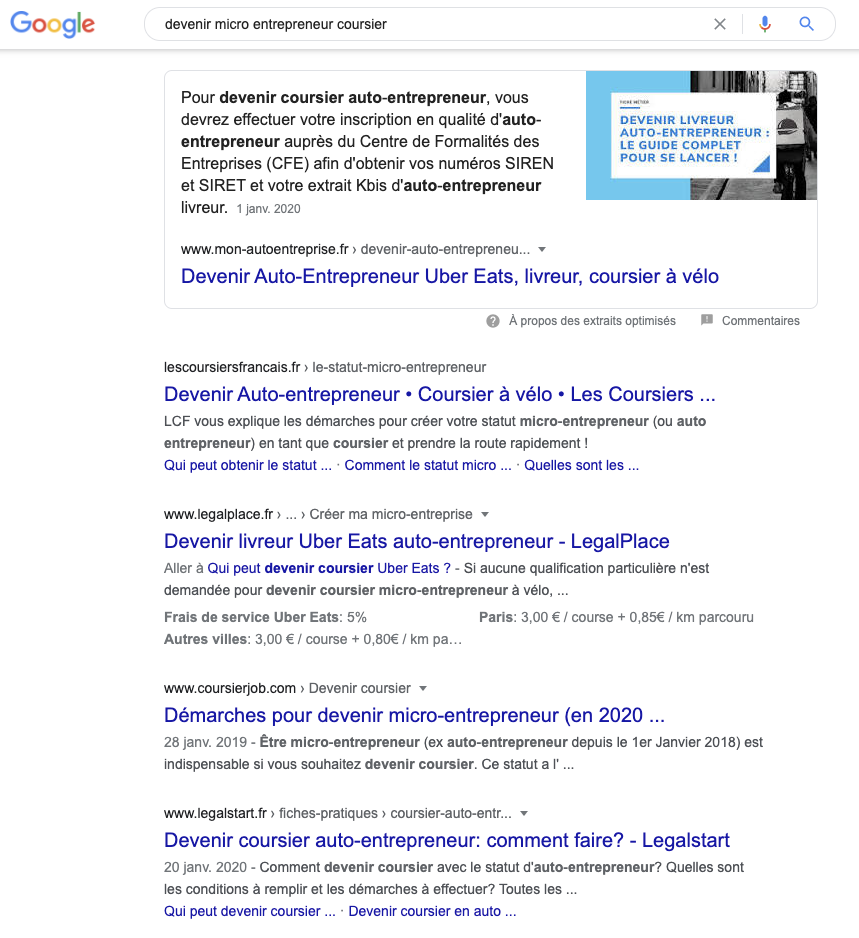 Google
devenir micro entrepreneur coursier
Pour devenir coursier auto-entrepreneur, vous
devrez effectuer votre inscription en qualité d'auto-
entrepreneur auprès du Centre de Formalités des
Entreprises (CFE) afin d'obtenir vos numéros SIREN
et SIRET et votre extrait Kbis d'auto-entrepreneur
livreur. 1 janv. 2020
FICHE MÉTIER
DEVENIR LIVREUR
AUTO-ENTREPRENEUR :
LE GUIDE COMPLET
POUR SE LANCER !
www.mon-autoentreprise.fr › devenir-auto-entrepreneu...
Devenir Auto-Entrepreneur Uber Eats, livreur, coursier à vélo
À propos des extraits optimisés
Commentaires
lescoursiersfrancais.fr › le-statut-micro-entrepreneur
Devenir Auto-entrepreneur • Coursier à vélo • Les Coursiers ...
LCF vous explique les démarches pour créer votre statut micro-entrepreneur (ou auto
entrepreneur) en tant que coursier et prendre la route rapidement !
Qui peut obtenir le statut ... · Comment le statut micro ... · Quelles sont les ...
www.legalplace.fr › ... › Créer ma micro-entreprise
Devenir livreur Uber Eats auto-entrepreneur - LegalPlace
Aller à Qui peut devenir coursier Uber Eats ? - Si aucune qualification particulière n'est
demandée pour devenir coursier micro-entrepreneur à vélo, ...
Frais de service Uber Eats: 5%
Paris: 3,00 € / course + 0,85€ / km parcouru
Autres villes: 3,00 € / course + 0,80€ / km pa…
www.coursierjob.com › Devenir coursier
Démarches pour devenir micro-entrepreneur (en 2020 ...
28 janv. 2019 - Être micro-entrepreneur (ex auto-entrepreneur depuis le 1er Janvier 2018) est
indispensable si vous souhaitez devenir coursier. Ce statut a l' ...
www.legalstart.fr › fiches-pratiques › coursier-auto-entr...
Devenir coursier auto-entrepreneur: comment faire? - Legalstart
20 janv. 2020 - Comment devenir coursier avec le statut d'auto-entrepreneur? Quelles sont
les conditions à remplir et les démarches à effectuer? Toutes les ...
Qui peut devenir coursier ... · Devenir coursier en auto ...